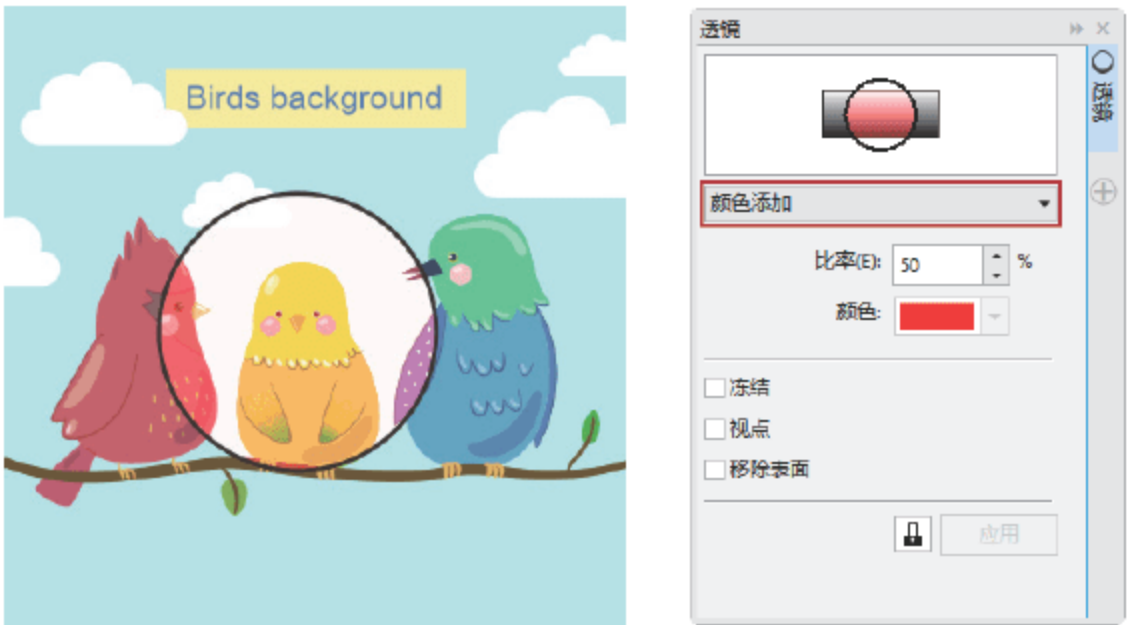 Birds background
透镜
透镜
颜色添加
比率(E): 50 %
颜色:
冻结
视点
移除表面
应用